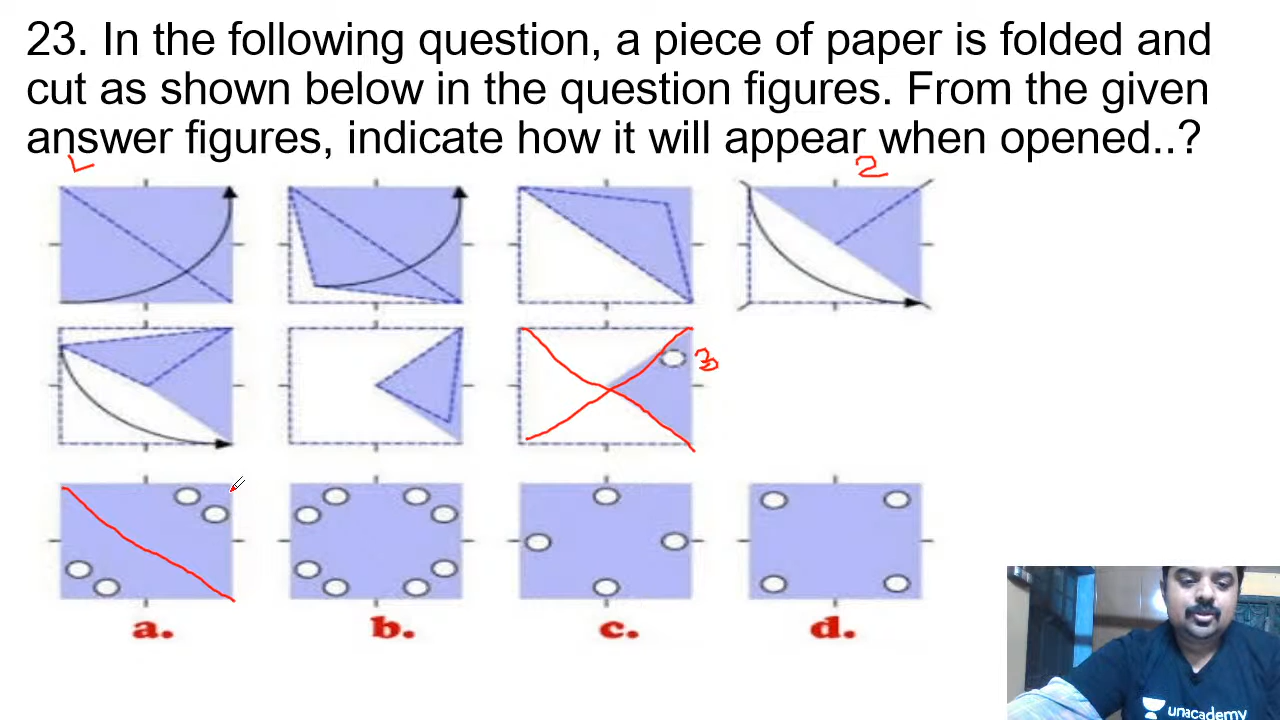 23. In the following question, a piece of paper is folded and
cut as shown below in the question figures. From the given
answer figures, indicate how it will appear when opened..?
2
3
a. b. c. d.
unacademy